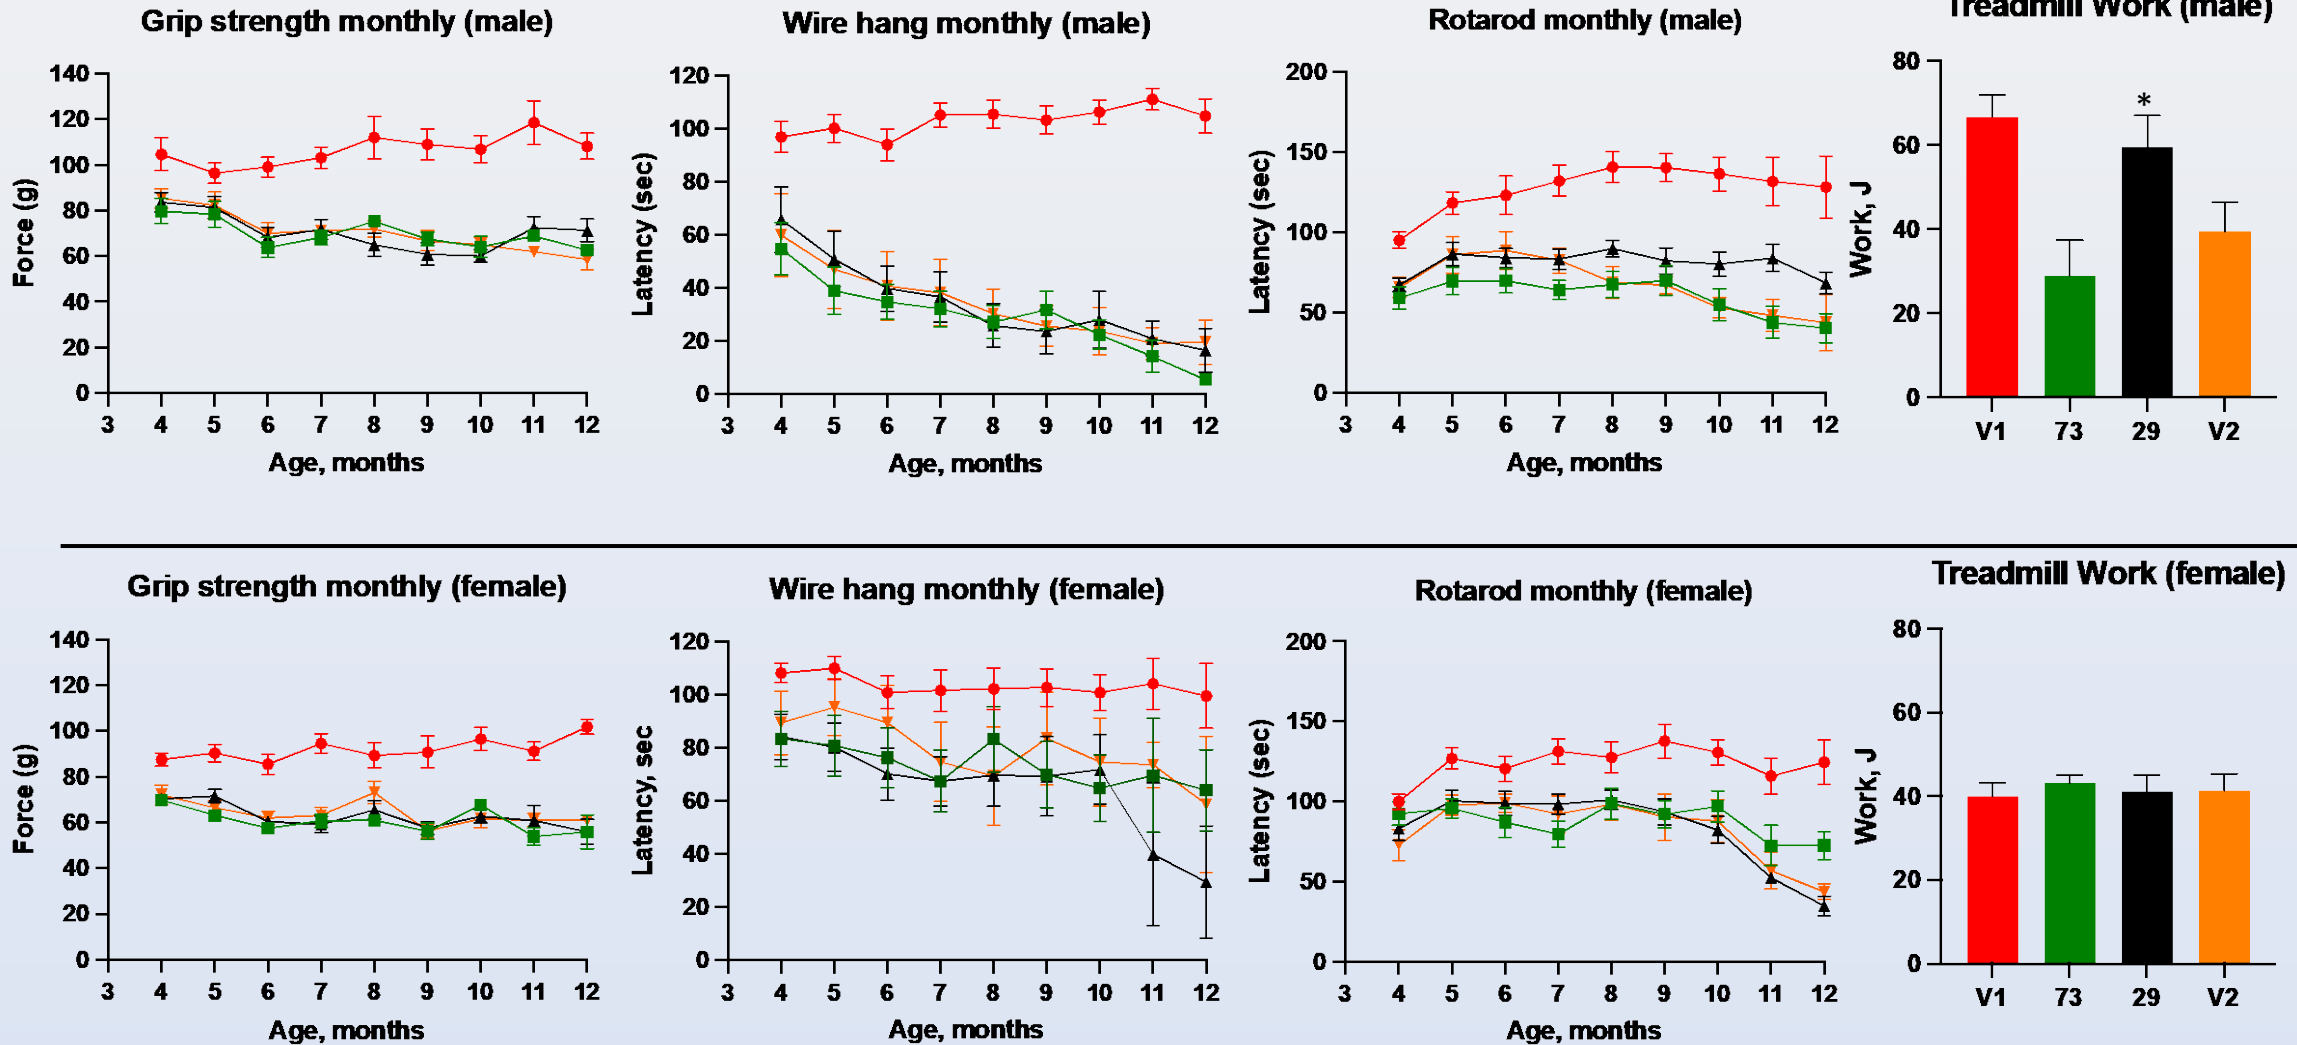 Grip strength monthly (male)
140
120
100
80
60
40
20
0
Force (g)
3 4 5 6 7 8 9 10 11 12
Age, months
Wire hang monthly (male)
120
100
80
60
40
20
0
Latency (sec)
3 4 5 6 7 8 9 10 11 12
Age, months
Rotarod monthly (male)
200
150
100
50
0
Latency (sec)
3 4 5 6 7 8 9 10 11 12
Age, months
Treadmill Work (male)
80
60
40
20
0
Work, J
*
V1 73 29 V2
Grip strength monthly (female)
140
120
100
80
60
40
20
0
Force (g)
3 4 5 6 7 8 9 10 11 12
Age, months
Wire hang monthly (female)
120
100
80
60
40
20
0
Latency, sec
3 4 5 6 7 8 9 10 11 12
Age, months
Rotarod monthly (female)
200
150
100
50
0
Latency (sec)
3 4 5 6 7 8 9 10 11 12
Age, months
Treadmill Work (female)
80
60
40
20
0
Work, J
V1 73 29 V2